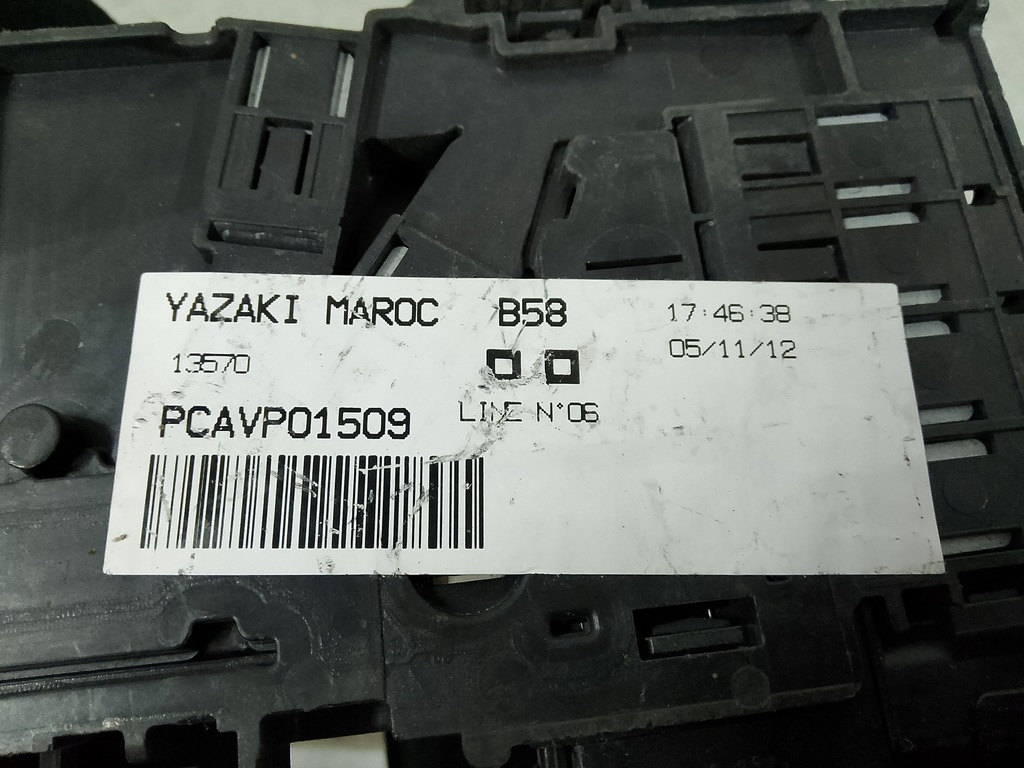 YAZAKI MAROC B58 17:46:38
13570 05/11/12
PCAVP01509 LINE N°06